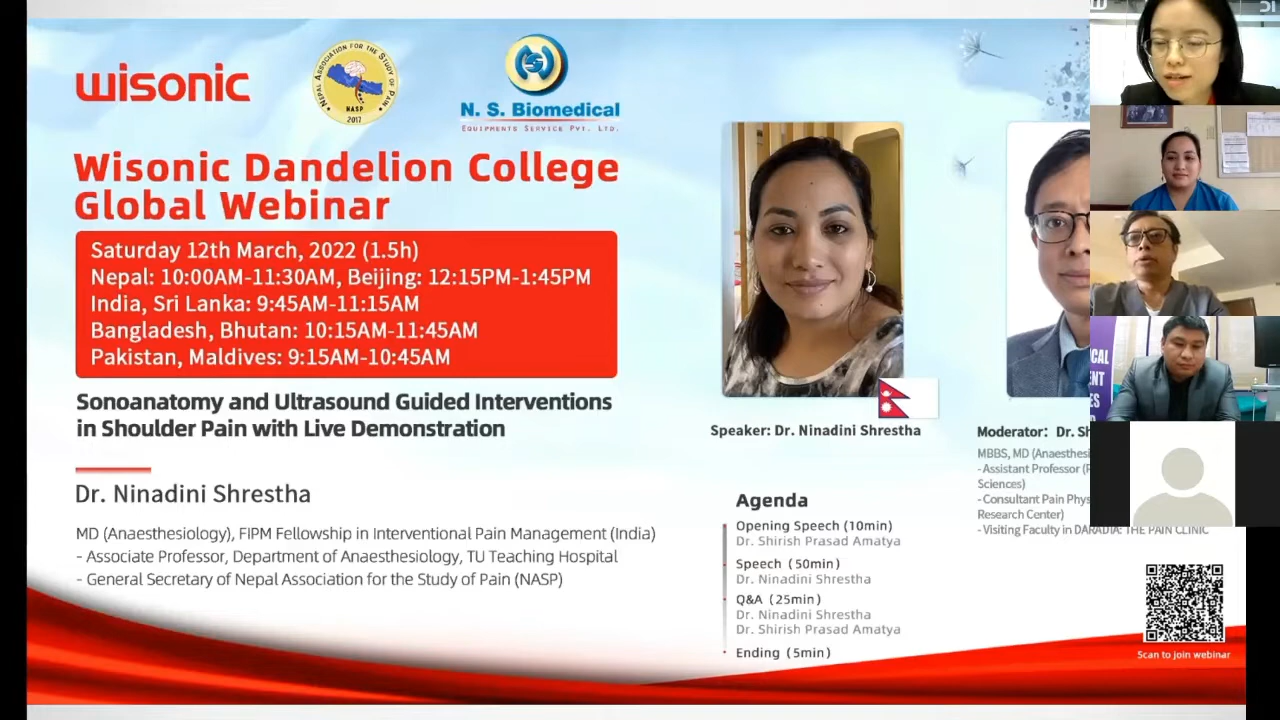 wisonic
NEPAL ASSOCIATION FOR THE STUDY OF PAIN
NASP
2017
N. S. Biomedical
EQUIPMENTS SERVICE PVT. LTD.
Wisonic Dandelion College
Global Webinar
Saturday 12th March, 2022 (1.5h)
Nepal: 10:00AM-11:30AM, Beijing: 12:15PM-1:45PM
India, Sri Lanka: 9:45AM-11:15AM
Bangladesh, Bhutan: 10:15AM-11:45AM
Pakistan, Maldives: 9:15AM-10:45AM
Sonoanatomy and Ultrasound Guided Interventions
in Shoulder Pain with Live Demonstration
Dr. Ninadini Shrestha
MD (Anaesthesiology), FIPM Fellowship in Interventional Pain Management (India)
- Associate Professor, Department of Anaesthesiology, TU Teaching Hospital
- General Secretary of Nepal Association for the Study of Pain (NASP)
Speaker: Dr. Ninadini Shrestha
Agenda
Opening Speech (10min)
Dr. Shirish Prasad Amatya
Speech (50min)
Dr. Ninadini Shrestha
Q&A (25min)
Dr. Ninadini Shrestha
Dr. Shirish Prasad Amatya
Ending (5min)
Moderator: Dr. Sh
MBBS, MD (Anaesthesi
- Assistant Professor (
Sciences)
- Consultant Pain Phys
Research Center)
- Visiting Faculty in DARADIA: THE PAIN CLINIC
Scan to join webinar
CAL
NT
ES